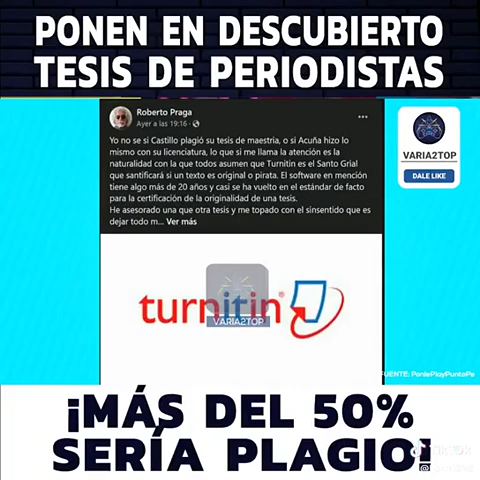 PONEN EN DESCUBIERTO
TESIS DE PERIODISTAS
Roberto Praga
Ayer a las 19:16
Yo no se si Castillo plagió su tesis de maestria, o si Acuña hizo lo
mismo con su licenciatura, lo que si me llama la atención es la
naturalidad con la que todos asumen que Turnitin es el Santo Grial
que santificará si un texto es original o pirata. El software en mención
tiene algo más de 20 años y casi se ha vuelto en el estándar de facto
para la certificación de la originalidad de una tesis.
He asesorado una que otra tesis y me topado con el sinsentido que es
dejar todo m... Ver más
VARIA2TOP
DALE LIKE
turnitin
VARIA2TOP
FUENTE: PonlePlayPuntoPe
¡MÁS DEL 50%
SERÍA PLAGIO!
TikTok